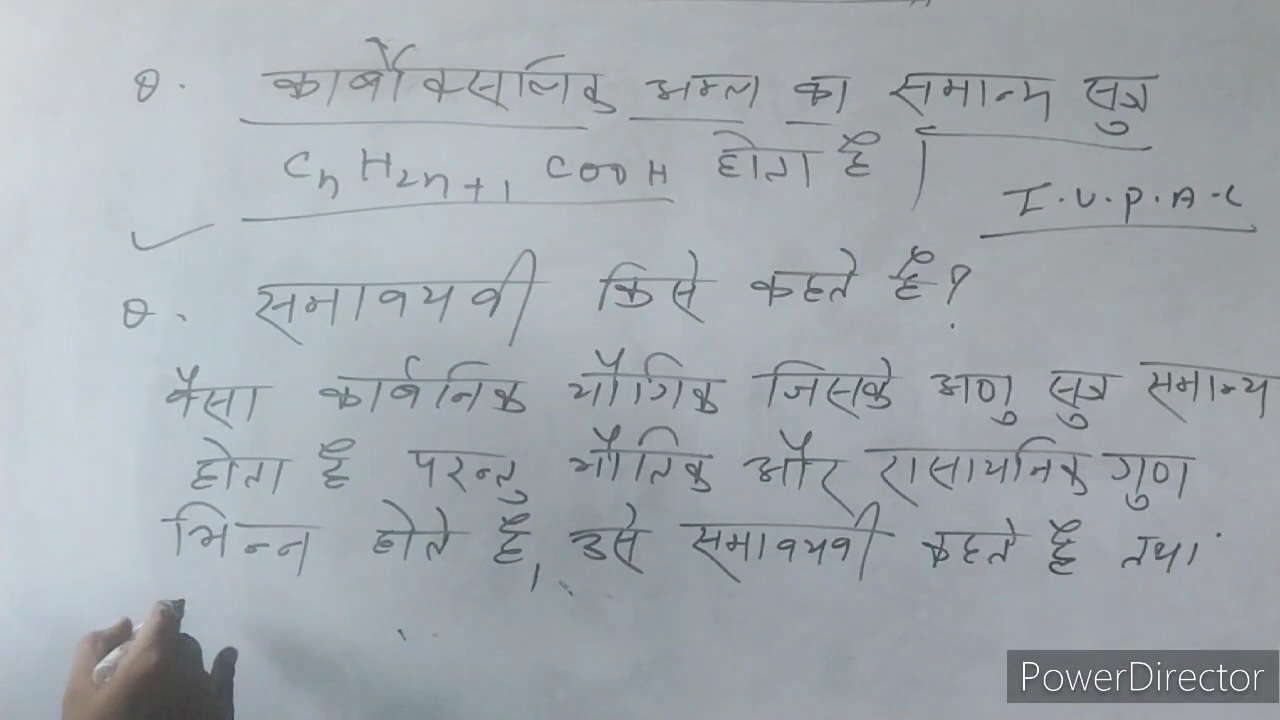 Q. कार्बोक्सलिक अम्ल का समान्य सुत्र
CnH2n+1 COOH होता है।
I.U.P.A.C
Q. समावयवी किसे कहते है?
वैसा कार्बनिक यौगिक जिसके अणु सुत्र समान्य
होता है परन्तु भौतिक और रासायनिक गुण
भिन्न होते है, उसे समावयवी कहते है तथा
PowerDirector